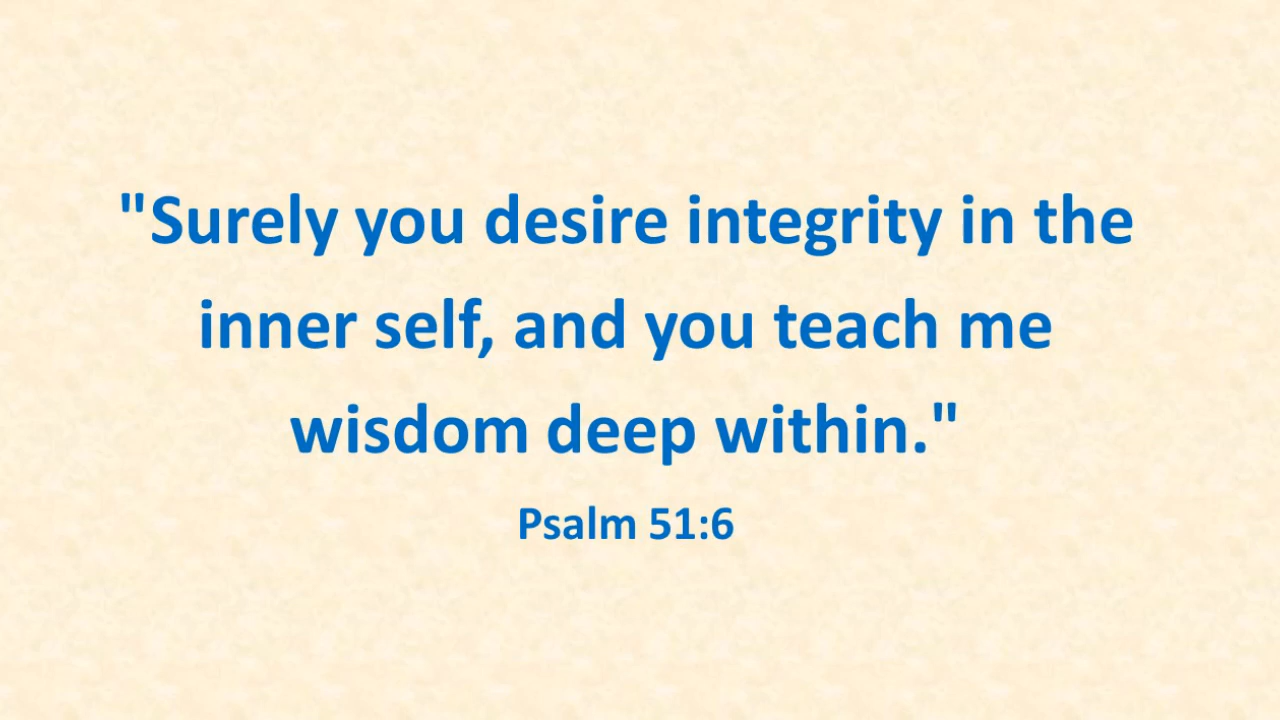 "Surely you desire integrity in the
inner self, and you teach me
wisdom deep within."
Psalm 51:6